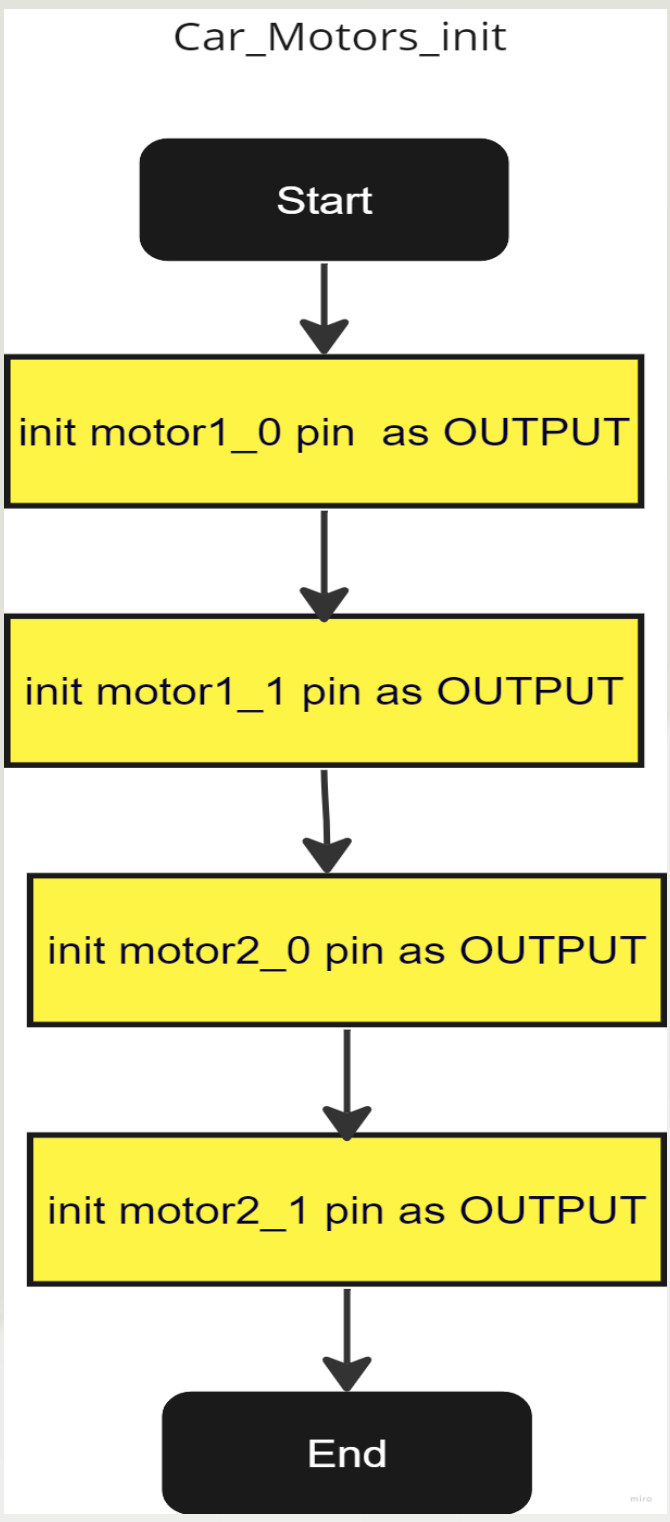 Car_Motors_init
Start
init motor1_0 pin  as OUTPUT
init motor1_1 pin as OUTPUT
init motor2_0 pin as OUTPUT
init motor2_1 pin as OUTPUT
End
miro